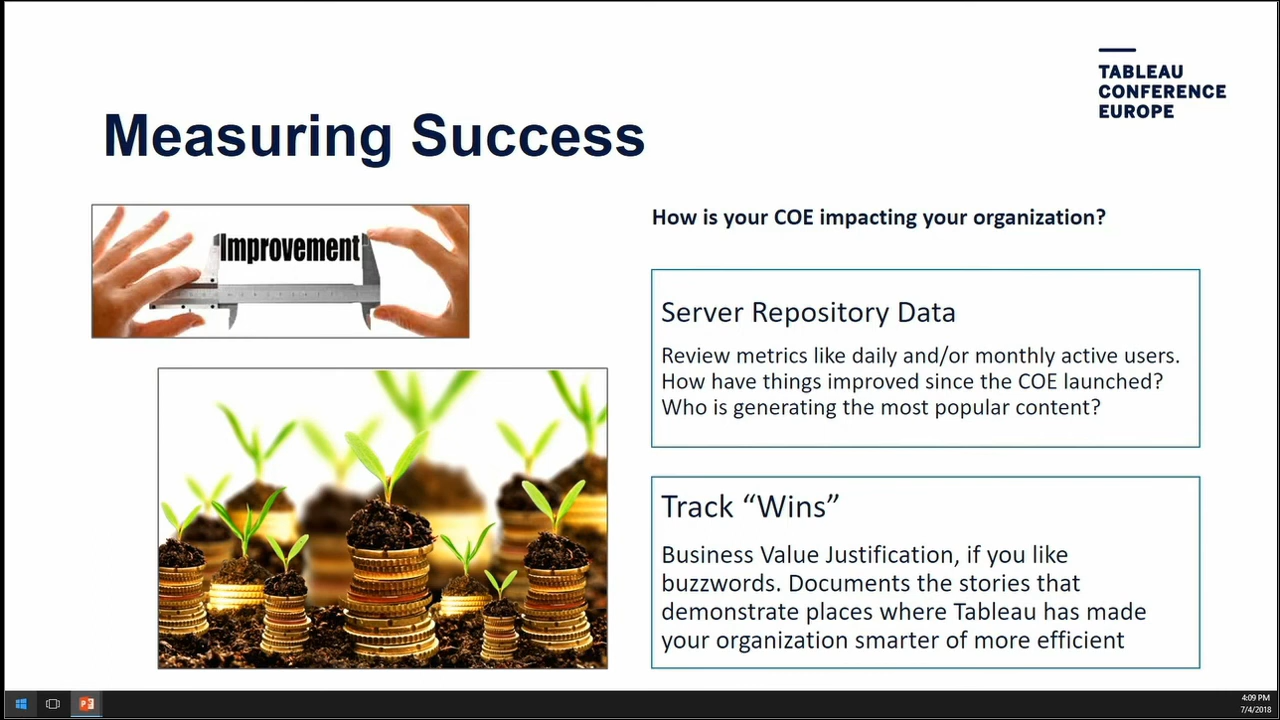 TABLEAU
CONFERENCE
EUROPE
Measuring Success
Improvement
How is your COE impacting your organization?
Server Repository Data
Review metrics like daily and/or monthly active users.
How have things improved since the COE launched?
Who is generating the most popular content?
Track “Wins”
Business Value Justification, if you like
buzzwords. Documents the stories that
demonstrate places where Tableau has made
your organization smarter of more efficient
4:09 PM
7/4/2018